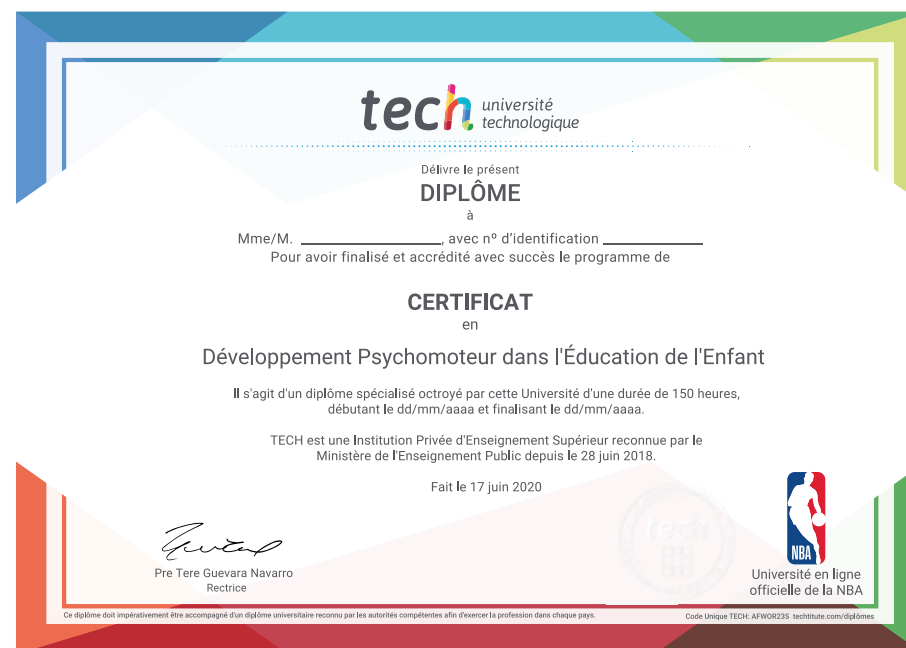 tech université
technologique
Délivre le présent
DIPLÔME
à
Mme/M. ____________________, avec nº d'identification ______________
Pour avoir finalisé et accrédité avec succès le programme de
CERTIFICAT
en
Développement Psychomoteur dans l'Éducation de l'Enfant
Il s'agit d'un diplôme spécialisé octroyé par cette Université d'une durée de 150 heures,
débutant le dd/mm/aaaa et finalisant le dd/mm/aaaa.
TECH est une Institution Privée d'Enseignement Supérieur reconnue par le
Ministère de l'Enseignement Public depuis le 28 juin 2018.
Fait le 17 juin 2020
tech
NBA
Pre Tere Guevara Navarro
Rectrice
Université en ligne
officielle de la NBA
Ce diplôme doit impérativement être accompagné d'un diplôme universitaire reconnu par les autorités compétentes afin d'exercer la profession dans chaque pays.
Code Unique TECH: AFWOR23S techtitute.com/diplômes